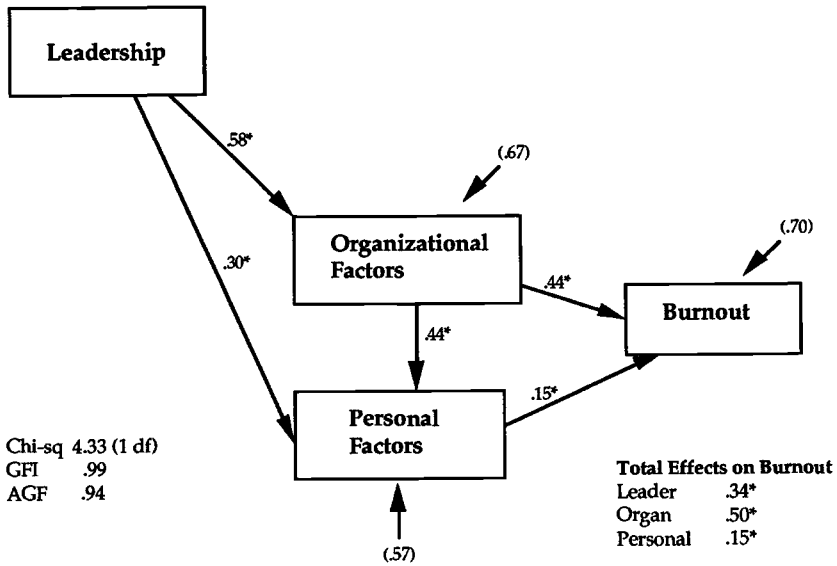 Leadership
.58*
(.67)
.30*
Organizational
Factors
(.70)
.44*
Burnout
.44*
.15*
Personal
Factors
Chi-sq 4.33 (1 df)
GFI .99
AGF .94
(.57)
Total Effects on Burnout
Leader .34*
Organ .50*
Personal .15*